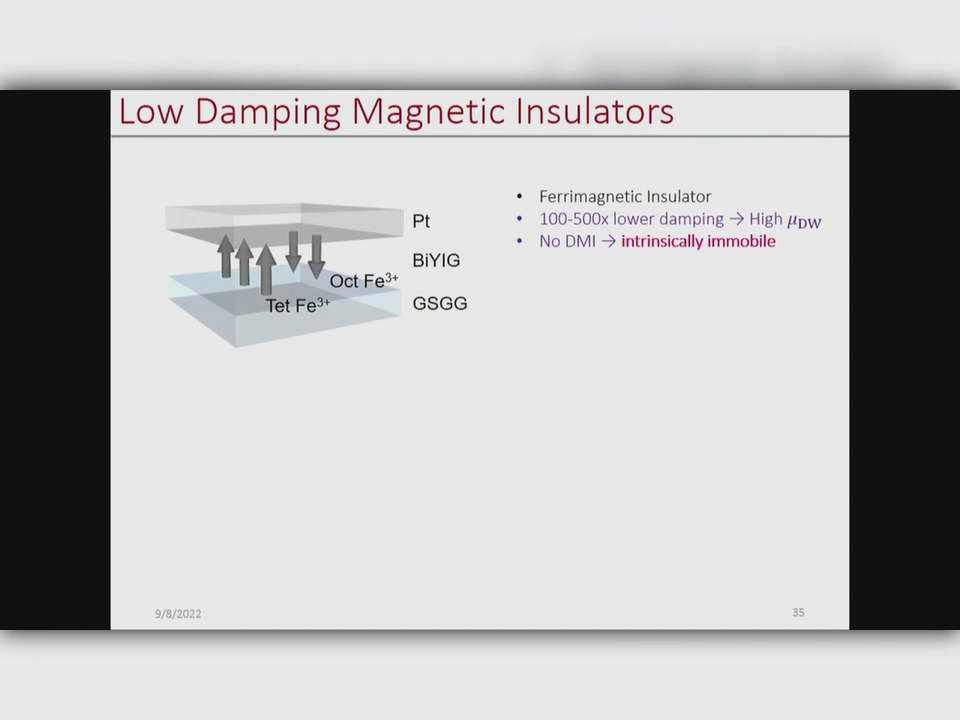 Low Damping Magnetic Insulators
Pt
BiYIG
Oct Fe³⁺
Tet Fe³⁺
GSGG
• Ferrimagnetic Insulator
• 100-500x lower damping → High μDW
• No DMI → intrinsically immobile
9/8/2022
35